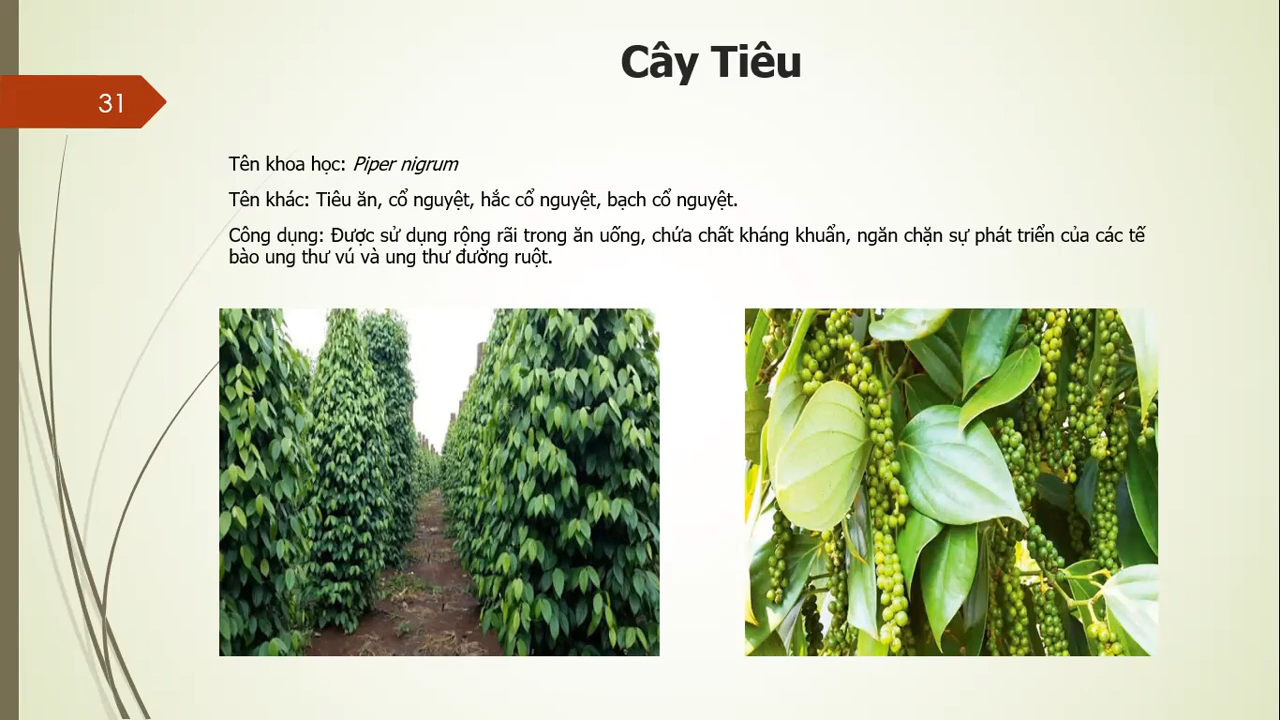 Cây Tiêu
31
Tên khoa học: Piper nigrum
Tên khác: Tiêu ăn, cổ nguyệt, hắc cổ nguyệt, bạch cổ nguyệt.
Công dụng: Được sử dụng rộng rãi trong ăn uống, chứa chất kháng khuẩn, ngăn chặn sự phát triển của các tế
bào ung thư vú và ung thư đường ruột.